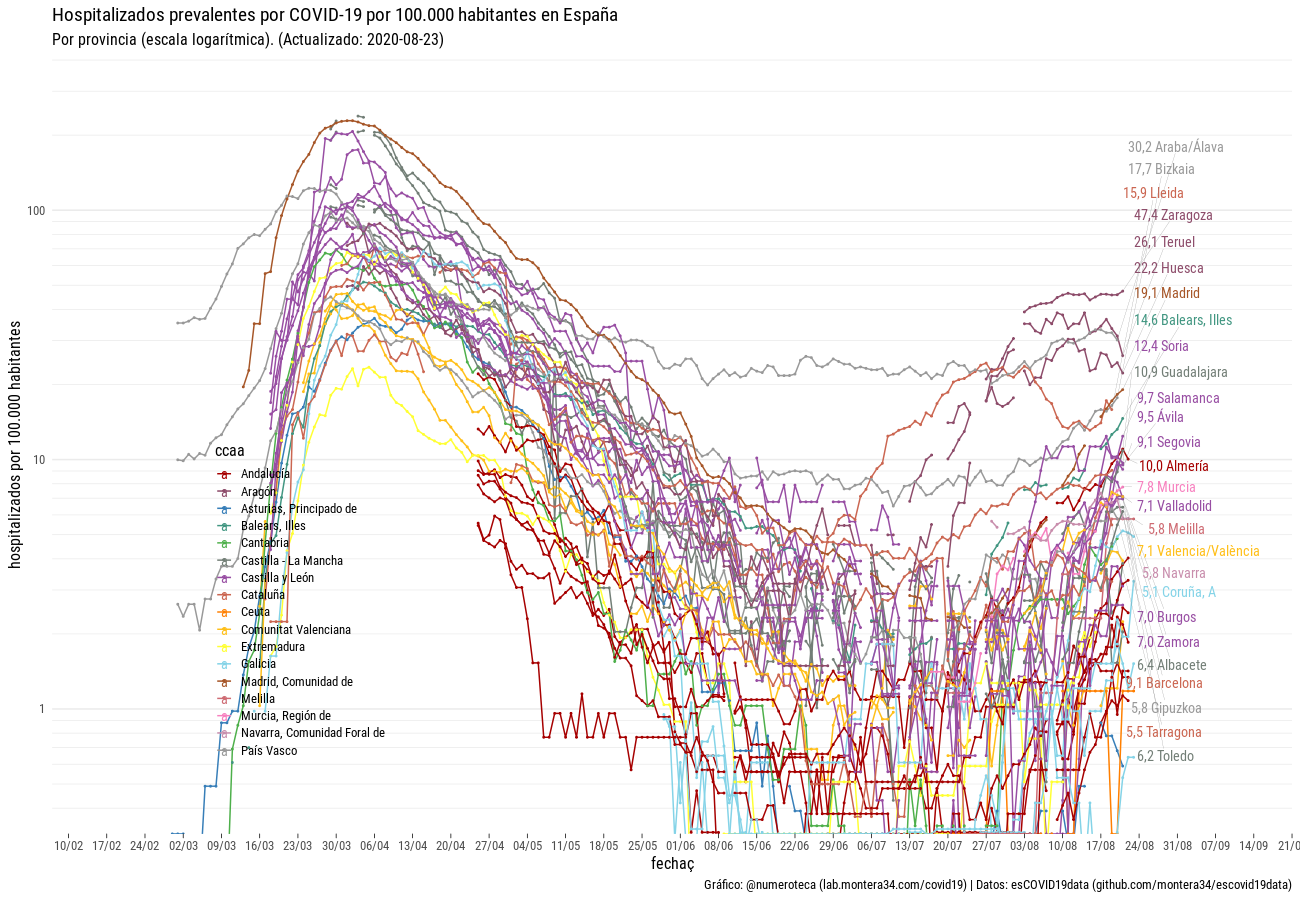 Hospitalizados prevalentes por COVID-19 por 100.000 habitantes en España
Por provincia (escala logarítmica). (Actualizado: 2020-08-23)
hospitalizados por 100.000 habitantes
100
10
1
30,2 Araba/Álava
17,7 Bizkaia
15,9 Lleida
47,4 Zaragoza
26,1 Teruel
22,2 Huesca
19,1 Madrid
14,6 Balears, Illes
12,4 Soria
10,9 Guadalajara
9,7 Salamanca
9,5 Ávila
9,1 Segovia
10,0 Almería
7,8 Murcia
7,1 Valladolid
5,8 Melilla
7,1 Valencia/València
5,8 Navarra
5,1 Coruña, A
7,0 Burgos
7,0 Zamora
6,4 Albacete
9,1 Barcelona
5,8 Gipuzkoa
5,5 Tarragona
6,2 Toledo
ccaa
Andalucía
Aragón
Asturias, Principado de
Balears, Illes
Cantabria
Castilla - La Mancha
Castilla y León
Cataluña
Ceuta
Comunitat Valenciana
Extremadura
Galicia
Madrid, Comunidad de
Melilla
Murcia, Región de
Navarra, Comunidad Foral de
País Vasco
10/02 17/02 24/02 02/03 09/03 16/03 23/03 30/03 6/04 13/04 20/04 27/04 04/05 11/05 18/05 25/05 01/06 08/06 15/06 22/06 29/06 06/07 13/07 20/07 27/07 03/08 10/08 17/08 24/08 31/08 07/09 14/09 21/0
fechaç
Gráfico: @numeroteca (lab.montera34.com/covid19) | Datos: esCOVID19data (github.com/montera34/escovid19data)